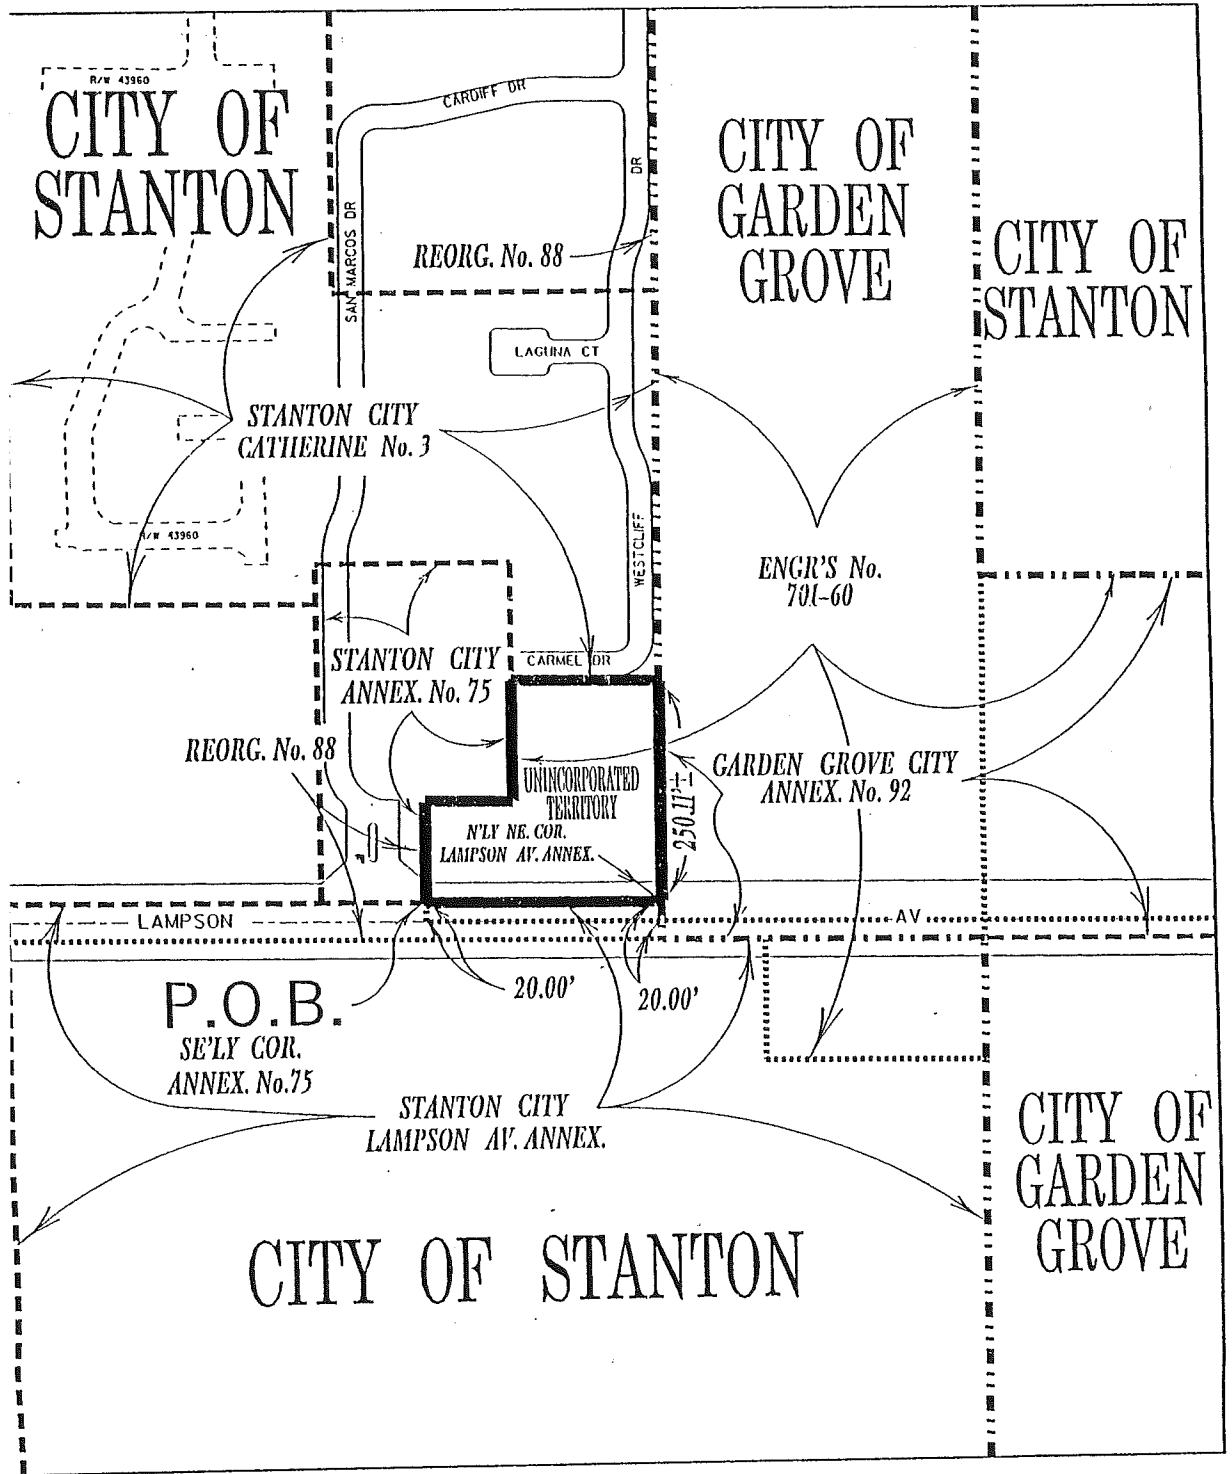 R/W 43960
CITY OF
STANTON
CARDIFF DR
SAN MARCOS DR
DR
REORG. No. 88
CITY OF
GARDEN
GROVE
CITY OF
STANTON
LAGUNA CT
STANTON CITY
CATHERINE No. 3
R/W 43960
WESTCLIFF
ENGR'S No.
701-60
CARMEL DR
STANTON CITY
ANNEX. No. 75
REORG. No. 88
UNINCORPORATED
TERRITORY
N'LY NE. COR.
LAMPSON AV. ANNEX.
250.11'±
GARDEN GROVE CITY
ANNEX. No. 92
LAMPSON
AV
20.00'
20.00'
P.O.B.
SE'LY COR.
ANNEX. No.75
STANTON CITY
LAMPSON AV. ANNEX.
CITY OF
GARDEN
GROVE
CITY OF STANTON